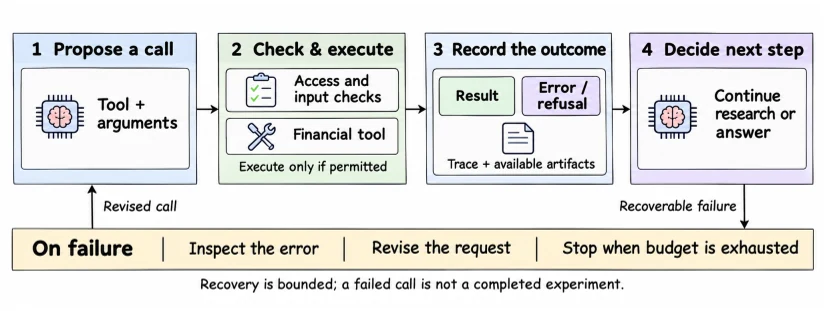 1 Propose a call
Tool +
arguments
2 Check & execute
Access and
input checks
Financial tool
Execute only if permitted
3 Record the outcome
Result
Error /
refusal
Trace + available artifacts
4 Decide next step
Continue
research or
answer
Revised call
Recoverable failure
On failure
Inspect the error
Revise the request
Stop when budget is exhausted
Recovery is bounded; a failed call is not a completed experiment.